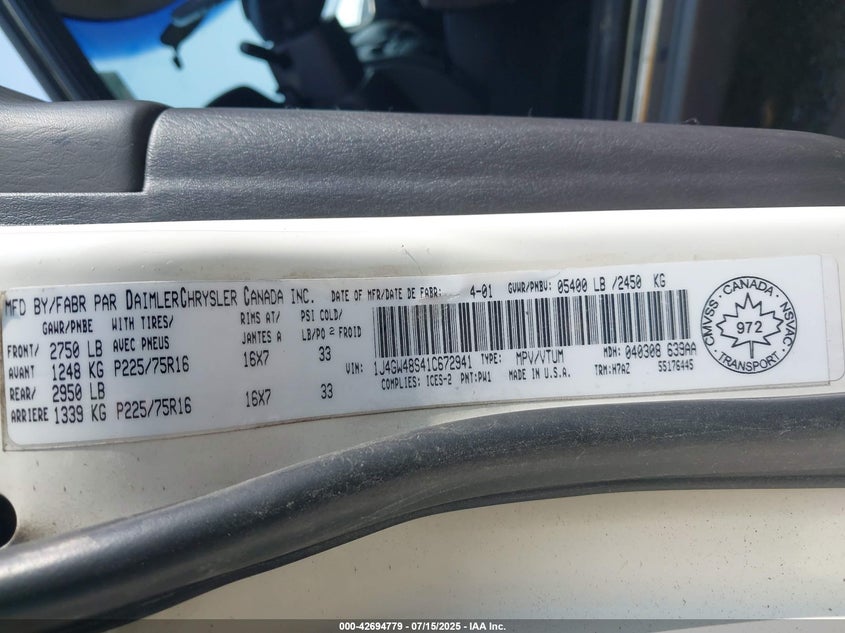 MFD BY/FABR PAR DAIMLERCHRYSLER CANADA INC. DATE OF MFR/DATE DE FABR: 4-01 GVWR/PNBV: 05400 LB /2450 KG
GAWR/PNBE WITH TIRES/ RIMS AT/ PSI COLD/
AVEC PNEUS JANTES A LB/PO 2 FROID
FRONT/ 2750 LB
AVANT 1248 KG P225/75R16 16X7 33
REAR/ 2950 LB
ARRIERE 1339 KG P225/75R16 16X7 33
VIN: 1J4GW48S41C672941 TYPE: MPV/VTUM MDH: 040308 639AA
COMPLIES: ICES-2 PNT:PW1 MADE IN U.S.A. TRM:H7AZ 55176445
CMVSS · CANADA · NSVAC
972
TRANSPORT
000-42694779 - 07/15/2025 - IAA Inc.